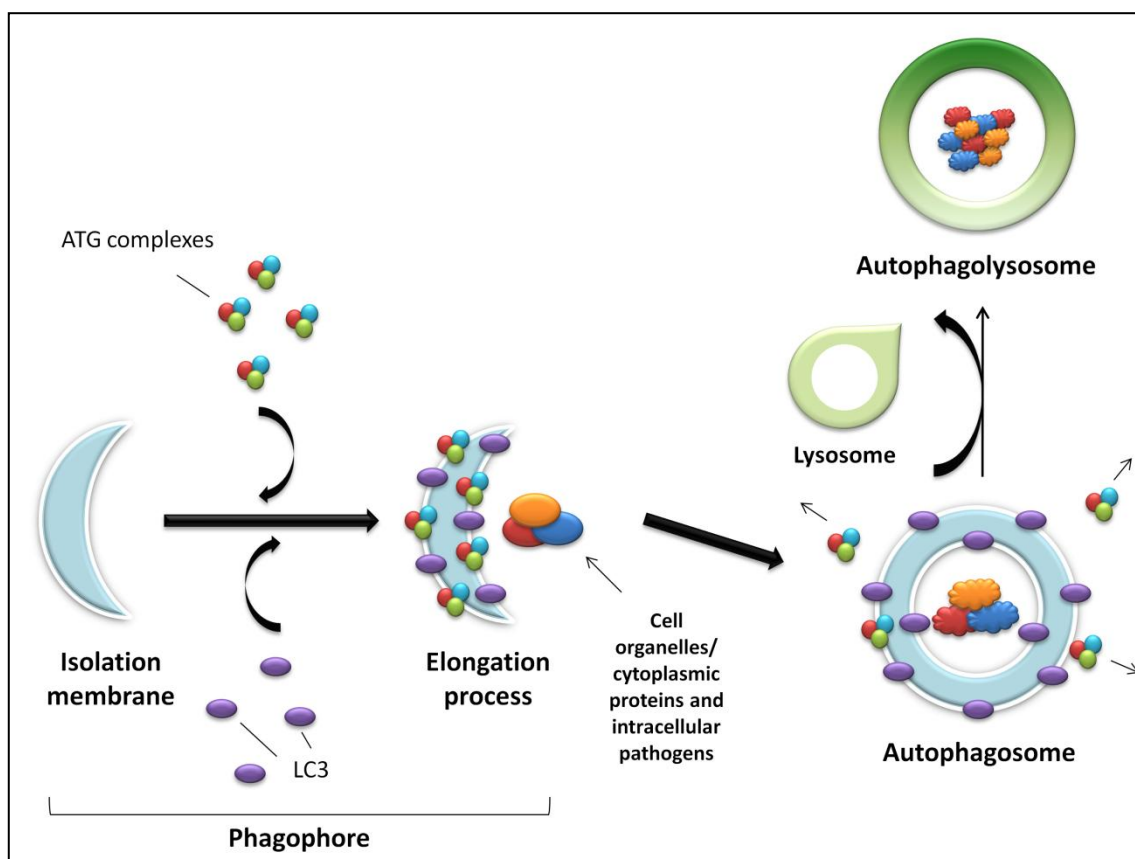 ATG complexes
Isolation
membrane
LC3
Phagophore
Elongation
process
Cell
organelles/
cytoplasmic
proteins and
intracellular
pathogens
Autophagolysosome
Lysosome
Autophagosome